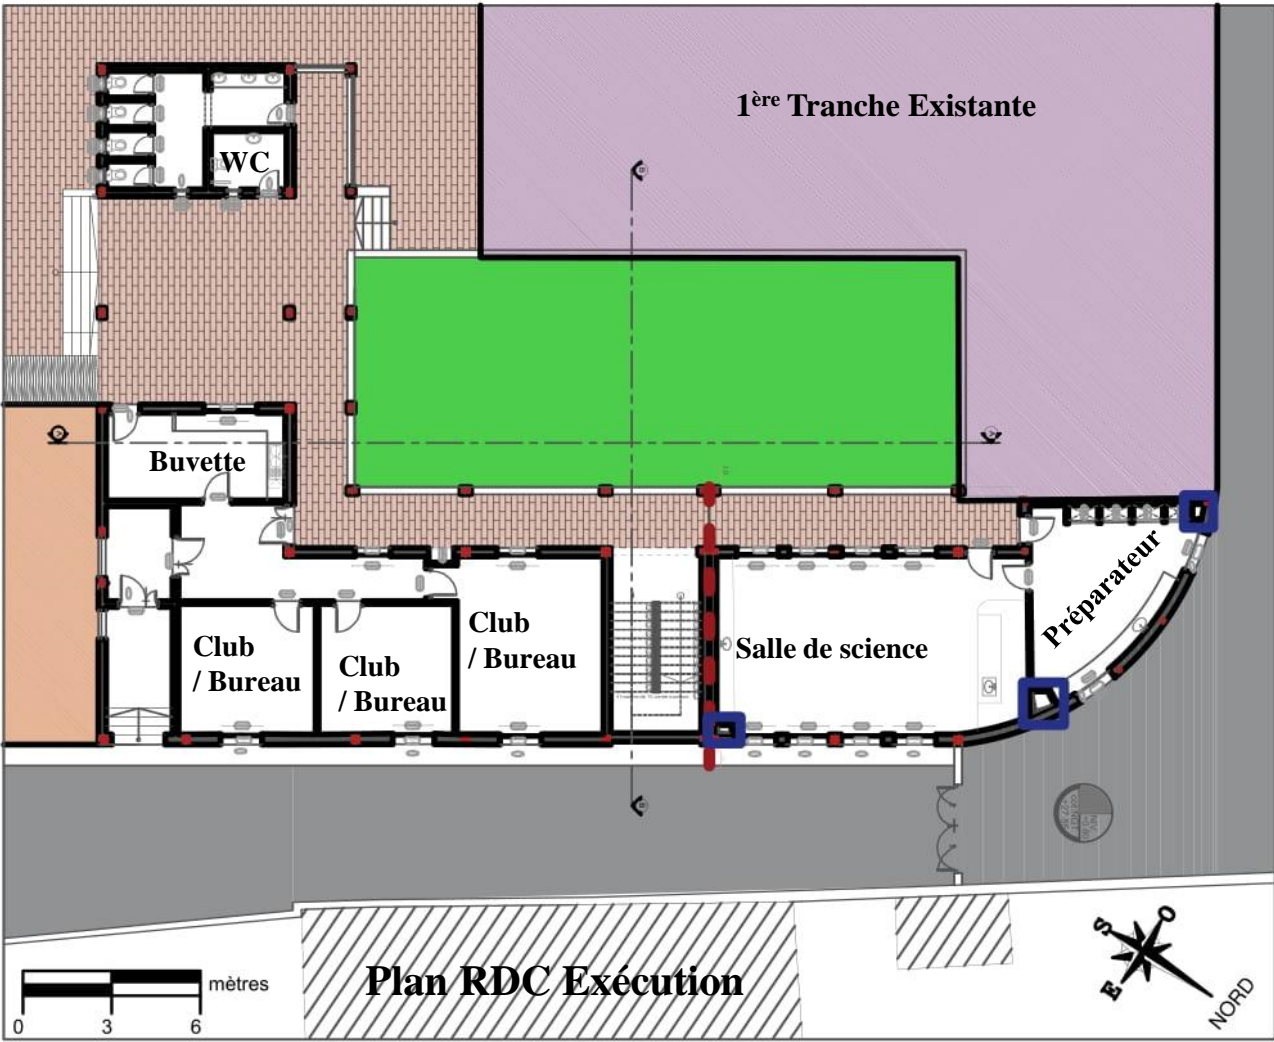 1ère Tranche Existante
WC
Buvette
Préparateur
Club
/ Bureau
Club
/ Bureau
Club
/ Bureau
Salle de science
Plan RDC Exécution
mètres
0 3 6
S
O
E
NORD